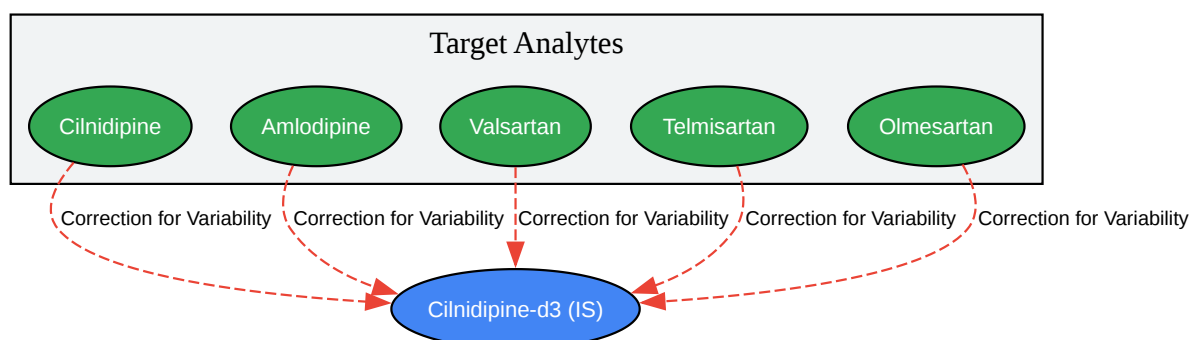 Target Analytes
Cilnidipine
Amlodipine
Valsartan
Telmisartan
Olmesartan
Correction for Variability
Correction for Variability
Correction for Variability
Correction for Variability
Correction for Variability
Cilnidipine-d3 (IS)